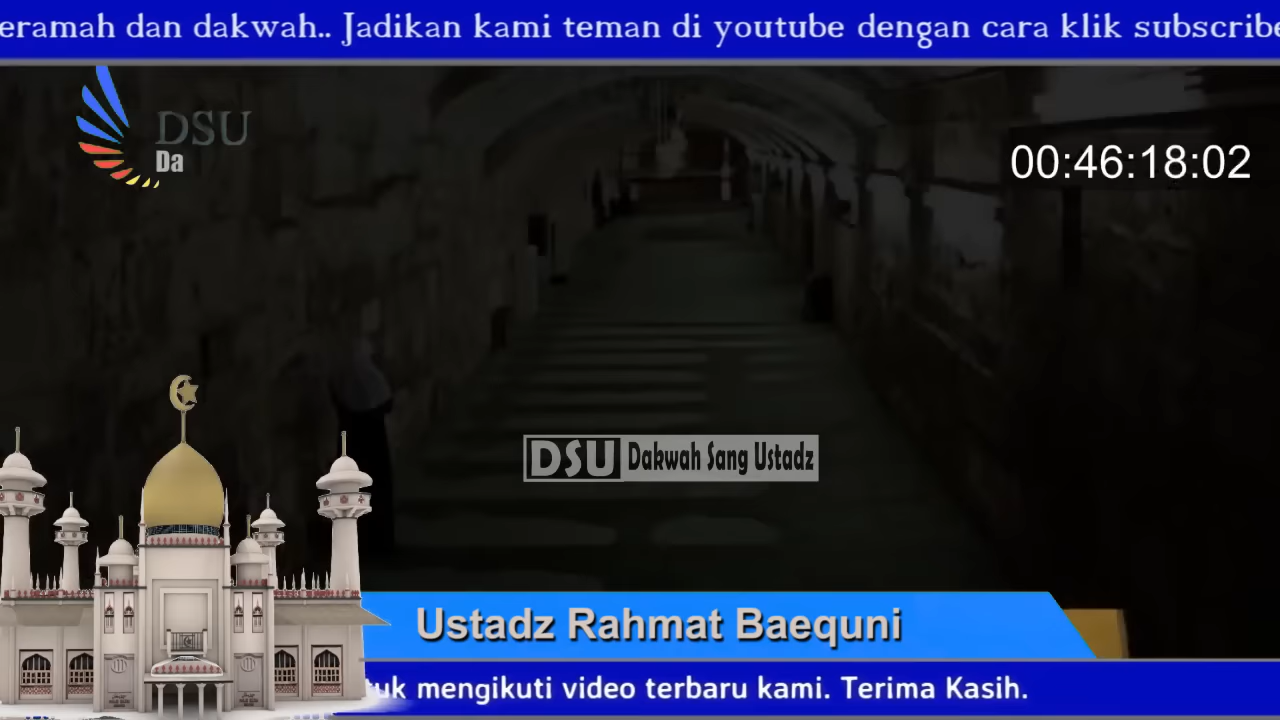 eramah dan dakwah.. Jadikan kami teman di youtube dengan cara klik subscribe
DSU
Da
00:46:18:02
DSU Dakwah Sang Ustadz
Ustadz Rahmat Baequni
uk mengikuti video terbaru kami. Terima Kasih.